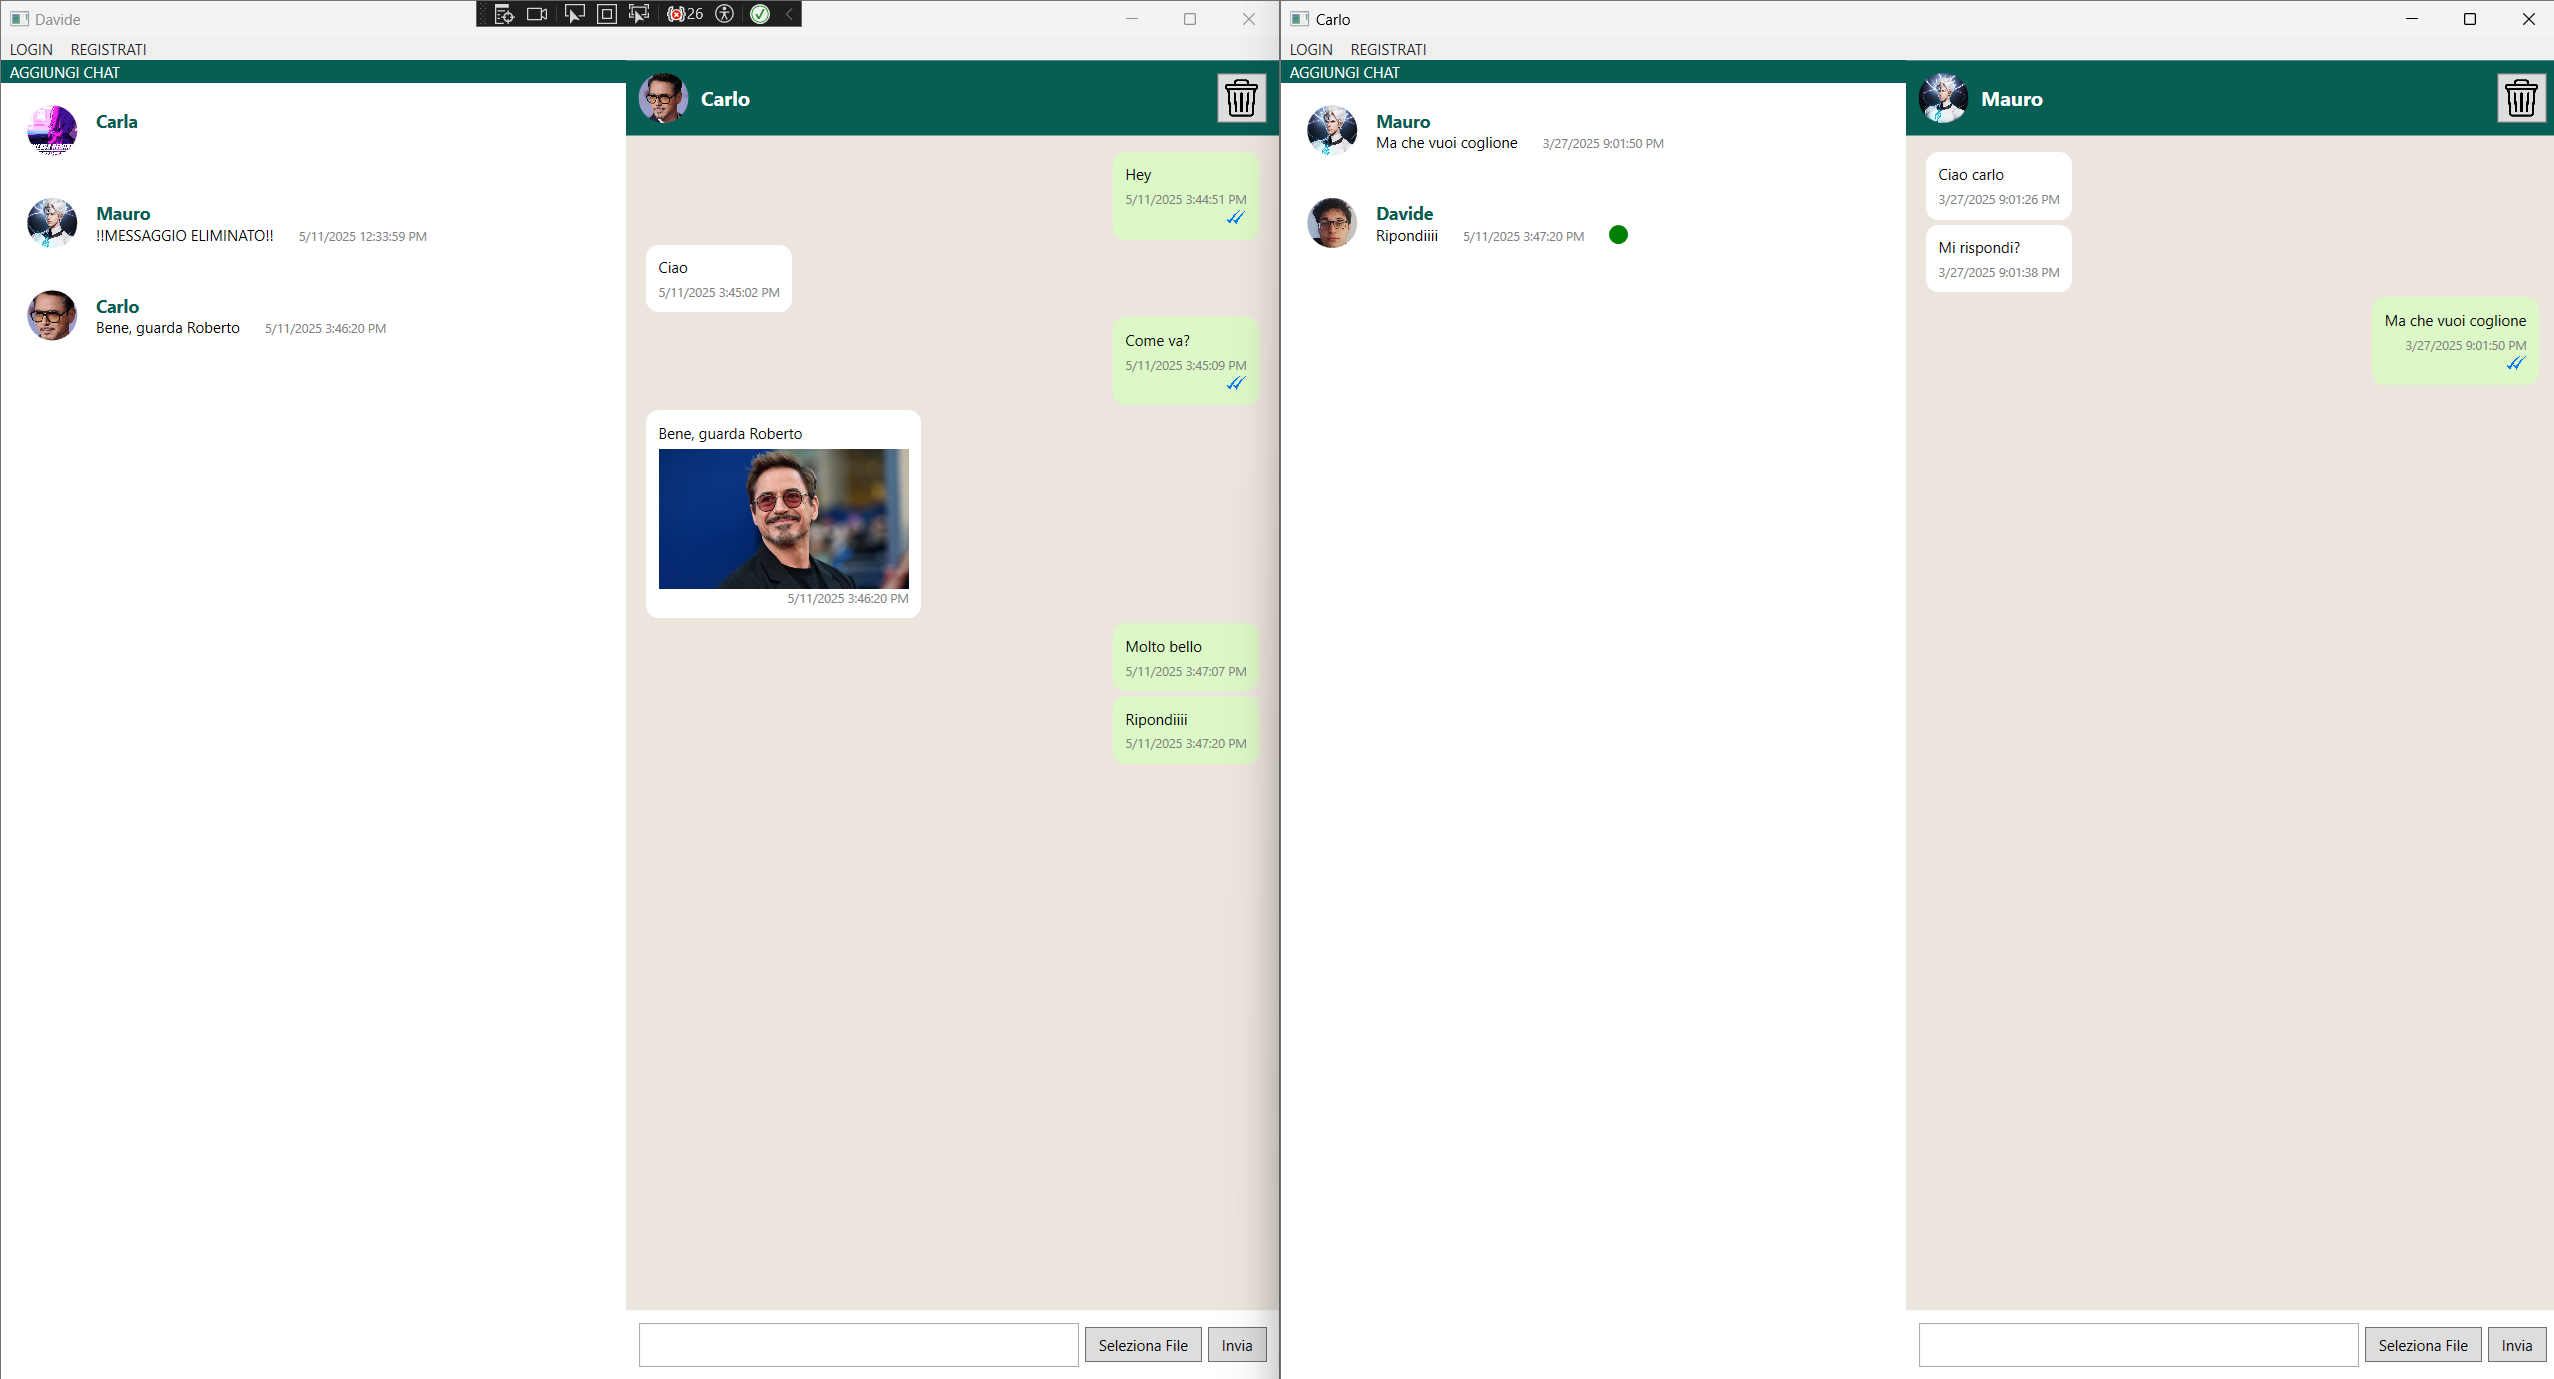 Davide
26
LOGIN REGISTRATI
AGGIUNGI CHAT
Carla
Mauro
!!MESSAGGIO ELIMINATO!! 5/11/2025 12:33:59 PM
Carlo
Bene, guarda Roberto 5/11/2025 3:46:20 PM
Carlo
Hey
5/11/2025 3:44:51 PM
Ciao
5/11/2025 3:45:02 PM
Come va?
5/11/2025 3:45:09 PM
Bene, guarda Roberto
5/11/2025 3:46:20 PM
Molto bello
5/11/2025 3:47:07 PM
Ripondiiii
5/11/2025 3:47:20 PM
Seleziona File Invia
Carlo
LOGIN REGISTRATI
AGGIUNGI CHAT
Mauro
Ma che vuoi coglione 3/27/2025 9:01:50 PM
Davide
Ripondiiii 5/11/2025 3:47:20 PM
Mauro
Ciao carlo
3/27/2025 9:01:26 PM
Mi rispondi?
3/27/2025 9:01:38 PM
Ma che vuoi coglione
3/27/2025 9:01:50 PM
Seleziona File Invia